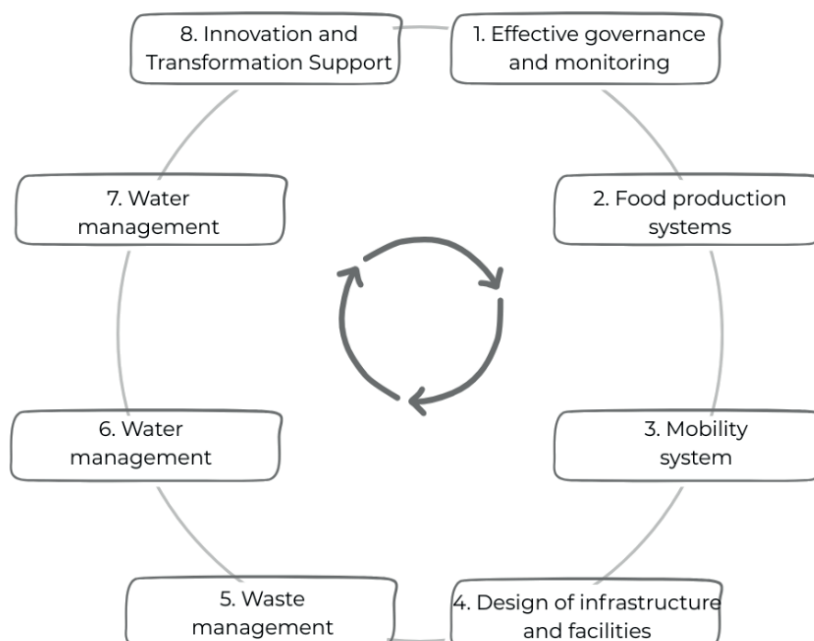 8. Innovation and
Transformation Support
1. Effective governance
and monitoring
7. Water
management
2. Food production
systems
6. Water
management
3. Mobility
system
5. Waste
management
4. Design of infrastructure
and facilities